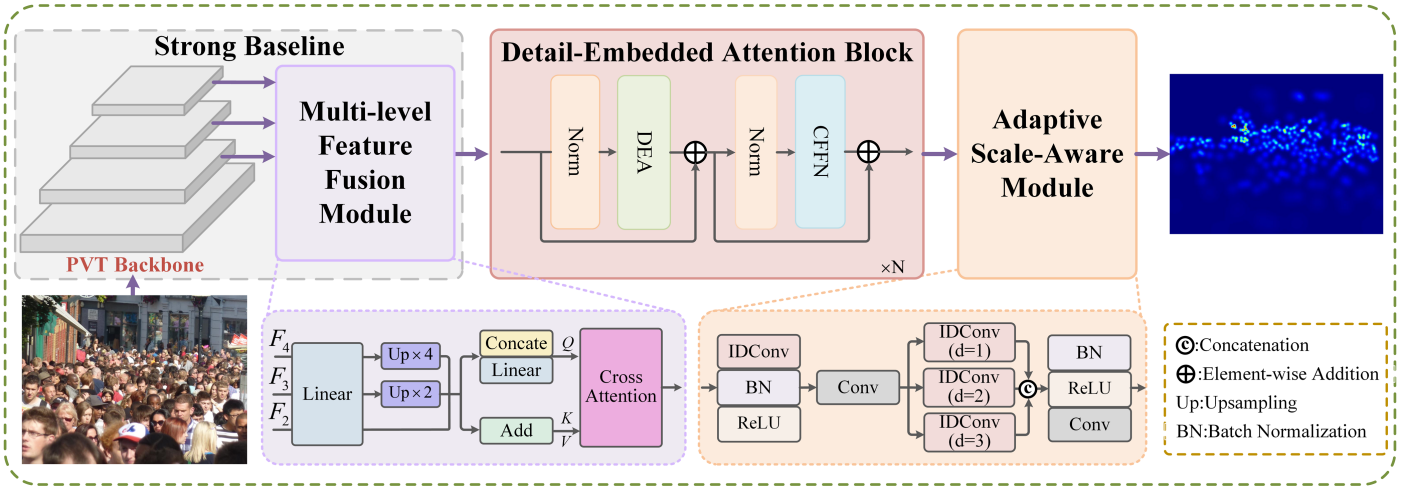 Strong Baseline
PVT Backbone
Multi-level
Feature
Fusion
Module
Detail-Embedded Attention Block
Norm
DEA
Norm
CFFN
×N
Adaptive
Scale-Aware
Module
F4
F3
F2
Linear
Up×4
Up×2
Concate
Linear
Add
Q
K
V
Cross
Attention
IDConv
BN
ReLU
Conv
IDConv
(d=1)
IDConv
(d=2)
IDConv
(d=3)
C
BN
ReLU
Conv
C:Concatenation
:Element-wise Addition
Up:Upsampling
BN:Batch Normalization